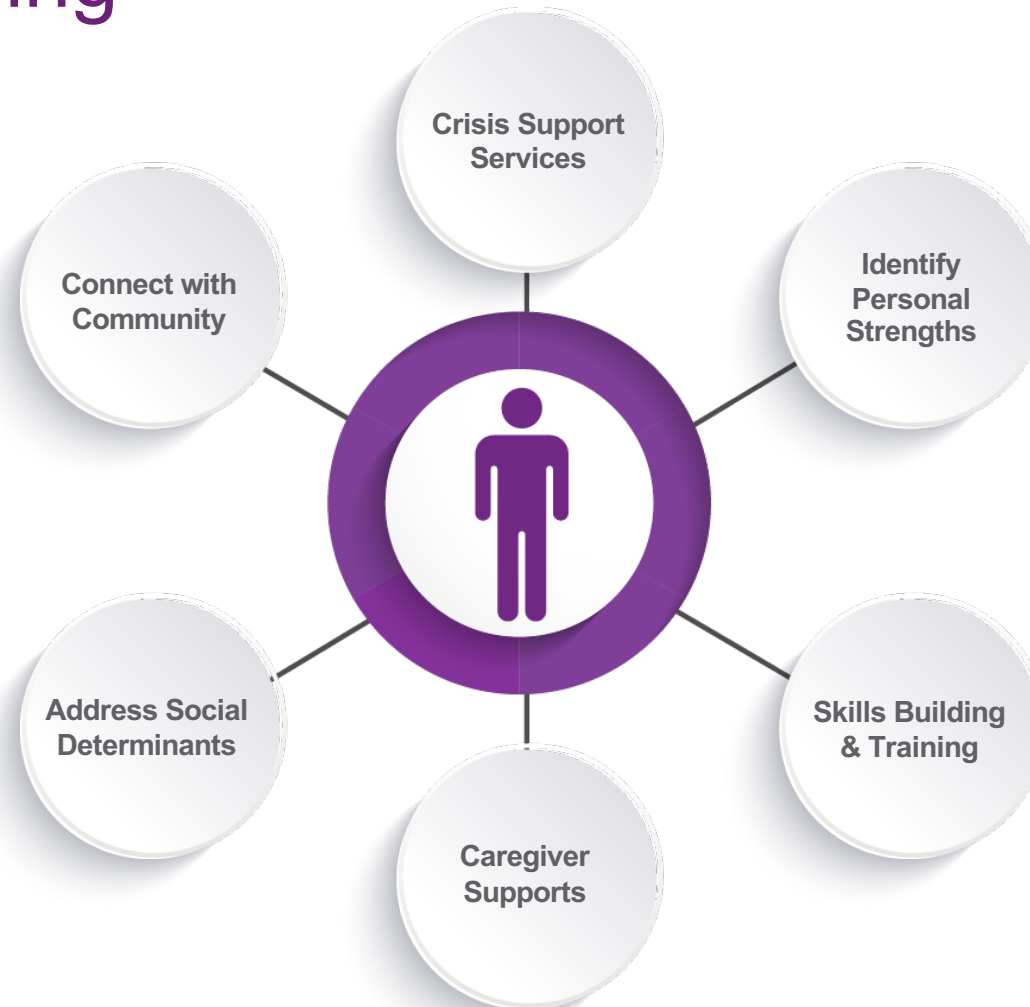 Crisis Support
Services
Identify
Personal
Strengths
Skills Building
& Training
Caregiver
Supports
Address Social
Determinants
Connect with
Community